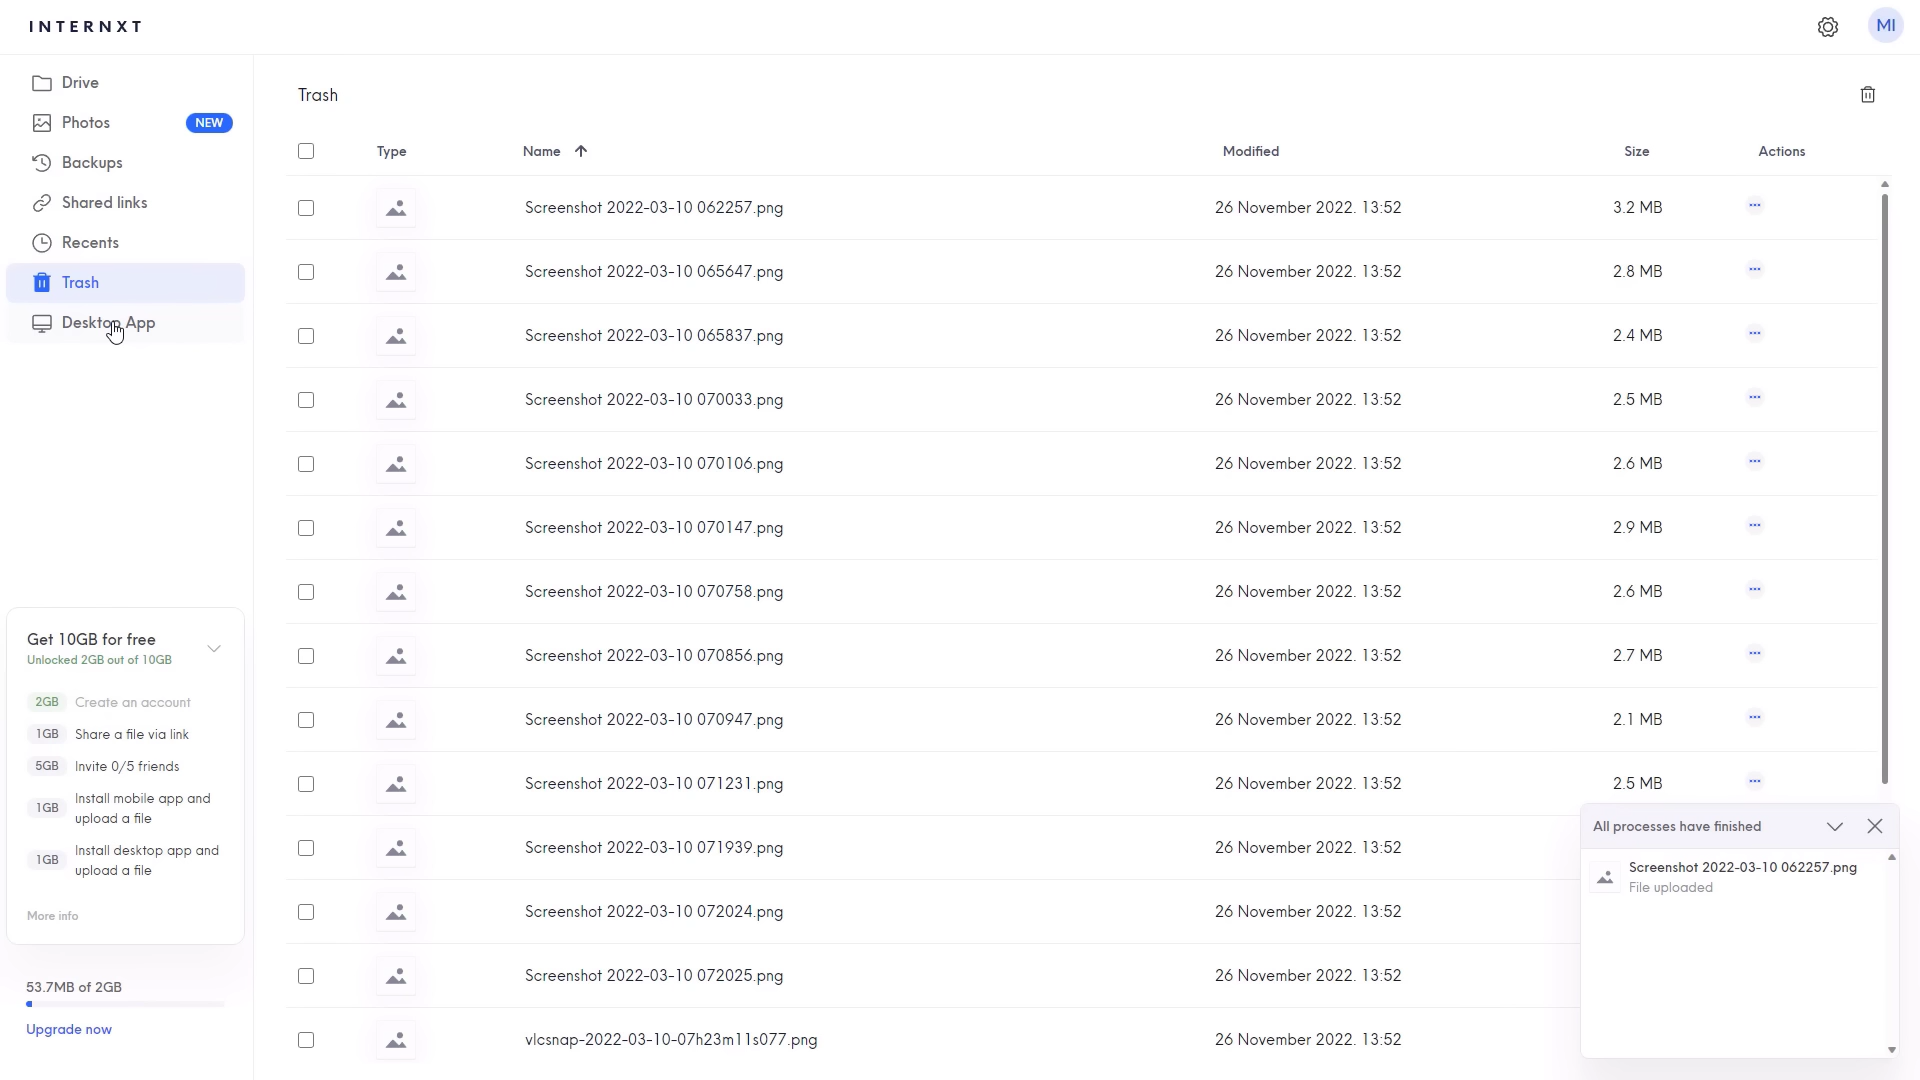 INTERNXT
MI
Drive
Photos NEW
Backups
Shared links
Recents
Trash
Desktop App
Get 10GB for free
Unlocked 2GB out of 10GB
2GB Create an account
1GB Share a file via link
5GB Invite 0/5 friends
1GB Install mobile app and
upload a file
1GB Install desktop app and
upload a file
More info
53.7MB of 2GB
Upgrade now
Trash
Type Name Modified Size Actions
Screenshot 2022-03-10 062257.png 26 November 2022. 13:52 3.2 MB
Screenshot 2022-03-10 065647.png 26 November 2022. 13:52 2.8 MB
Screenshot 2022-03-10 065837.png 26 November 2022. 13:52 2.4 MB
Screenshot 2022-03-10 070033.png 26 November 2022. 13:52 2.5 MB
Screenshot 2022-03-10 070106.png 26 November 2022. 13:52 2.6 MB
Screenshot 2022-03-10 070147.png 26 November 2022. 13:52 2.9 MB
Screenshot 2022-03-10 070758.png 26 November 2022. 13:52 2.6 MB
Screenshot 2022-03-10 070856.png 26 November 2022. 13:52 2.7 MB
Screenshot 2022-03-10 070947.png 26 November 2022. 13:52 2.1 MB
Screenshot 2022-03-10 071231.png 26 November 2022. 13:52 2.5 MB
Screenshot 2022-03-10 071939.png 26 November 2022. 13:52
Screenshot 2022-03-10 072024.png 26 November 2022. 13:52
Screenshot 2022-03-10 072025.png 26 November 2022. 13:52
vlcsnap-2022-03-10-07h23m11s077.png 26 November 2022. 13:52
All processes have finished
Screenshot 2022-03-10 062257.png
File uploaded